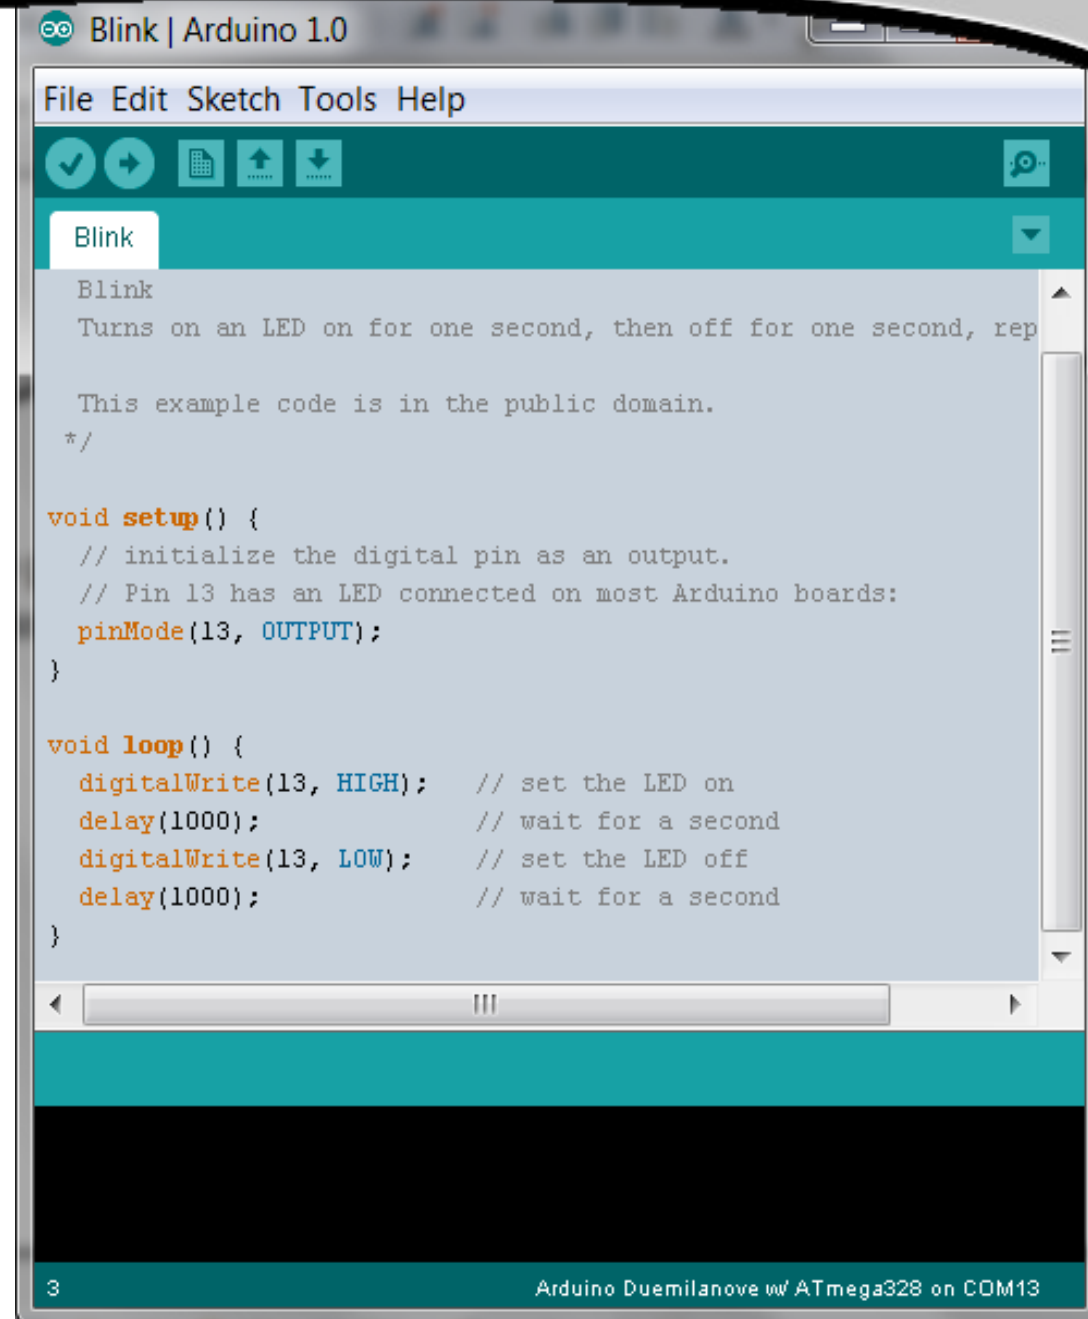 Blink | Arduino 1.0
File Edit Sketch Tools Help
Blink
Blink
Turns on an LED on for one second, then off for one second, rep
This example code is in the public domain.
*/
void setup() {
// initialize the digital pin as an output.
// Pin 13 has an LED connected on most Arduino boards:
pinMode(13, OUTPUT);
}
void loop() {
digitalWrite(13, HIGH);   // set the LED on
delay(1000);              // wait for a second
digitalWrite(13, LOW);    // set the LED off
delay(1000);              // wait for a second
}
3 Arduino Duemilanove w/ ATmega328 on COM13